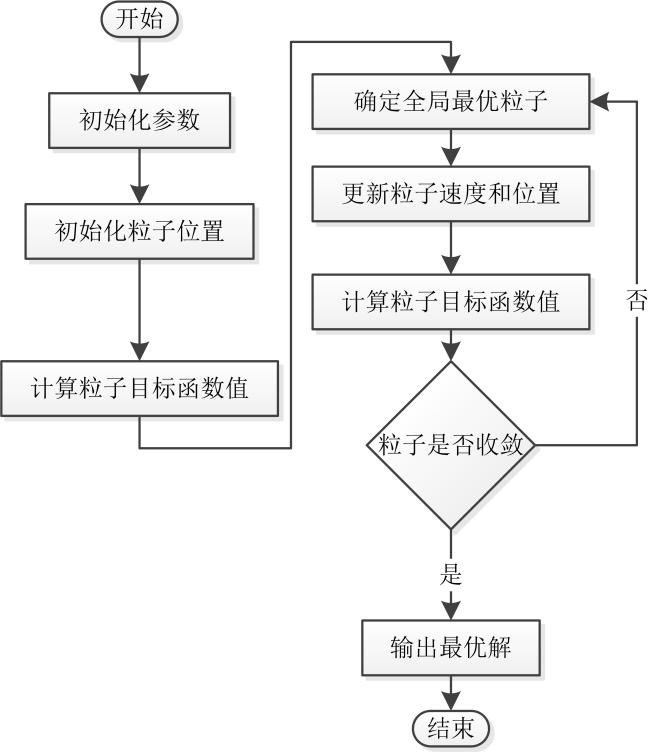 开始
初始化参数
初始化粒子位置
计算粒子目标函数值
确定全局最优粒子
更新粒子速度和位置
计算粒子目标函数值
粒子是否收敛
否
是
输出最优解
结束